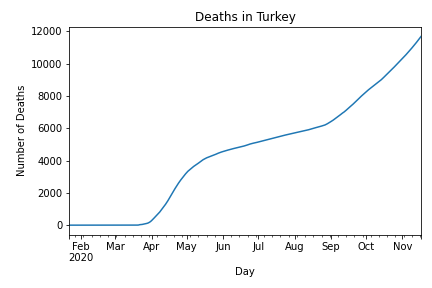 Deaths in Turkey
Number of Deaths
12000
10000
8000
6000
4000
2000
0
Feb Mar Apr May Jun Jul Aug Sep Oct Nov
2020
Day